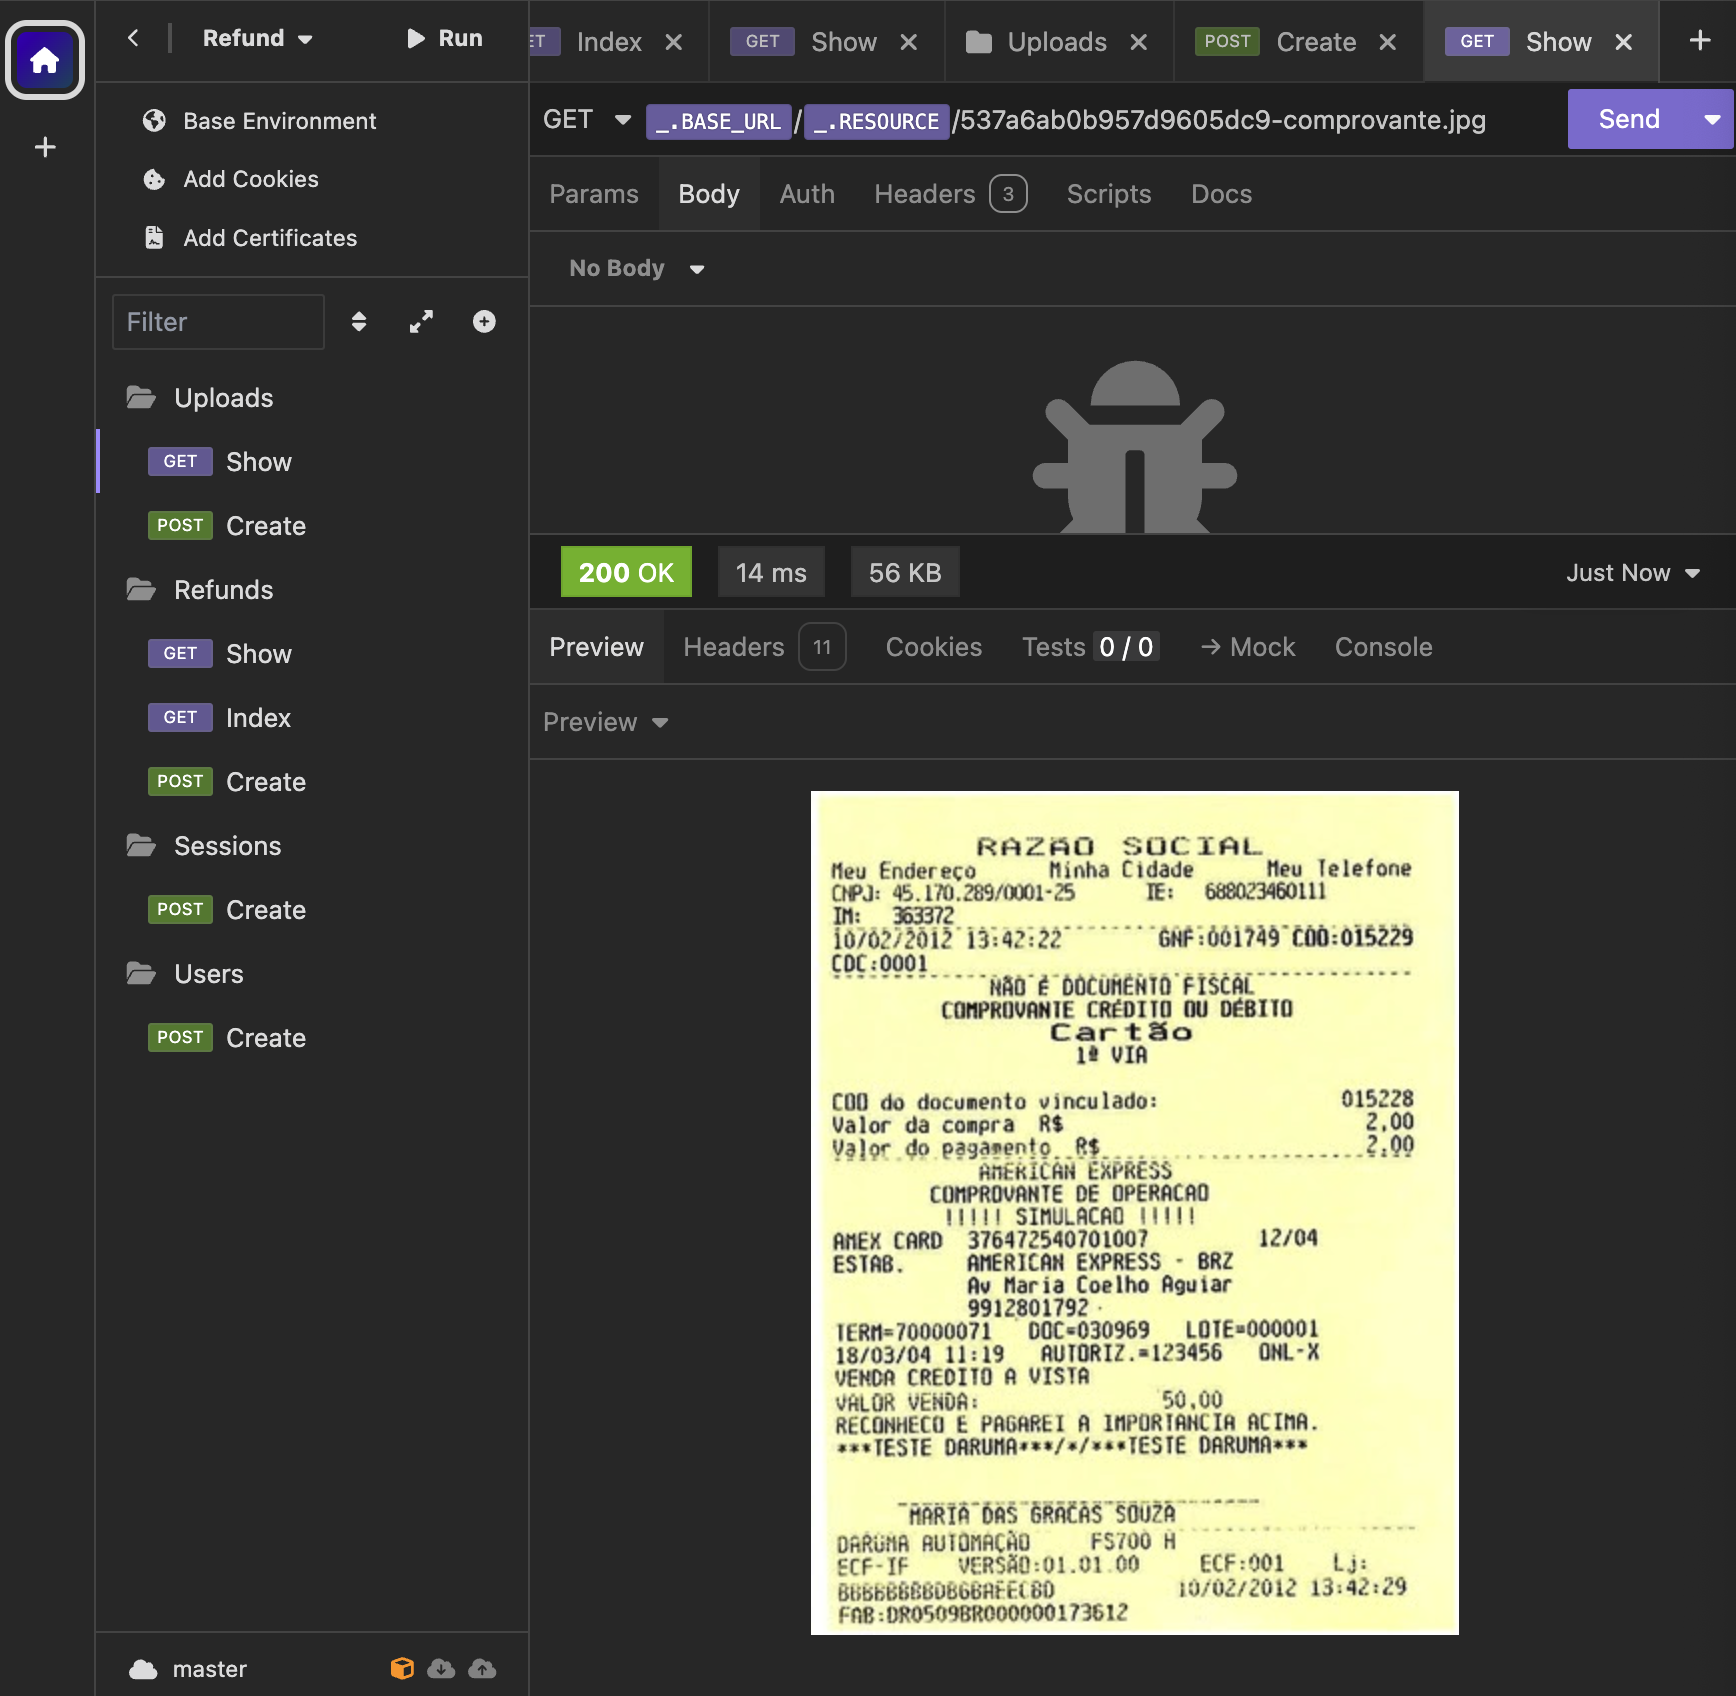 Refund
Run
ET Index
GET Show
Uploads
POST Create
GET Show
Base Environment
Add Cookies
Add Certificates
GET _.BASE_URL/_.RESOURCE/537a6ab0b957d9605dc9-comprovante.jpg
Send
Params Body Auth Headers 3 Scripts Docs
No Body
Filter
Uploads
GET Show
POST Create
Refunds
GET Show
GET Index
POST Create
Sessions
POST Create
Users
POST Create
master
200 OK 14 ms 56 KB Just Now
Preview Headers 11 Cookies Tests 0 / 0 → Mock Console
Preview
RAZÃO SOCIAL
Meu Endereço Minha Cidade Meu Telefone
CNPJ: 45.170.289/0001-25 IE: 688023460111
IM: 363372
10/02/2012 13:42:22 GNF:001749 COO:015229
CDC:0001
NÃO É DOCUMENTO FISCAL
COMPROVANTE CRÉDITO OU DÉBITO
Cartão
1ª VIA
COO do documento vinculado: 015228
Valor da compra R$ 2,00
Valor do pagamento R$ 2,00
AMERICAN EXPRESS
COMPROVANTE DE OPERACAO
!!!!! SIMULACAO !!!!!
AMEX CARD 376472540701007 12/04
ESTAB. AMERICAN EXPRESS - BRZ
Av Maria Coelho Aguiar
9912801792
TERM=70000071 DOC=030969 LOTE=000001
18/03/04 11:19 AUTORIZ.=123456 ONL-X
VENDA CREDITO A VISTA
VALOR VENDA: 50,00
RECONHECO E PAGAREI A IMPORTANCIA ACIMA.
***TESTE DARUMA***/*/***TESTE DARUMA***
MARIA DAS GRACAS SOUZA
DARUMA AUTOMAÇÃO FS700 H
ECF-IF VERSÃO:01.01.00 ECF:001 Lj:
10/02/2012 13:42:29
FAB:DR0509BR000000173612